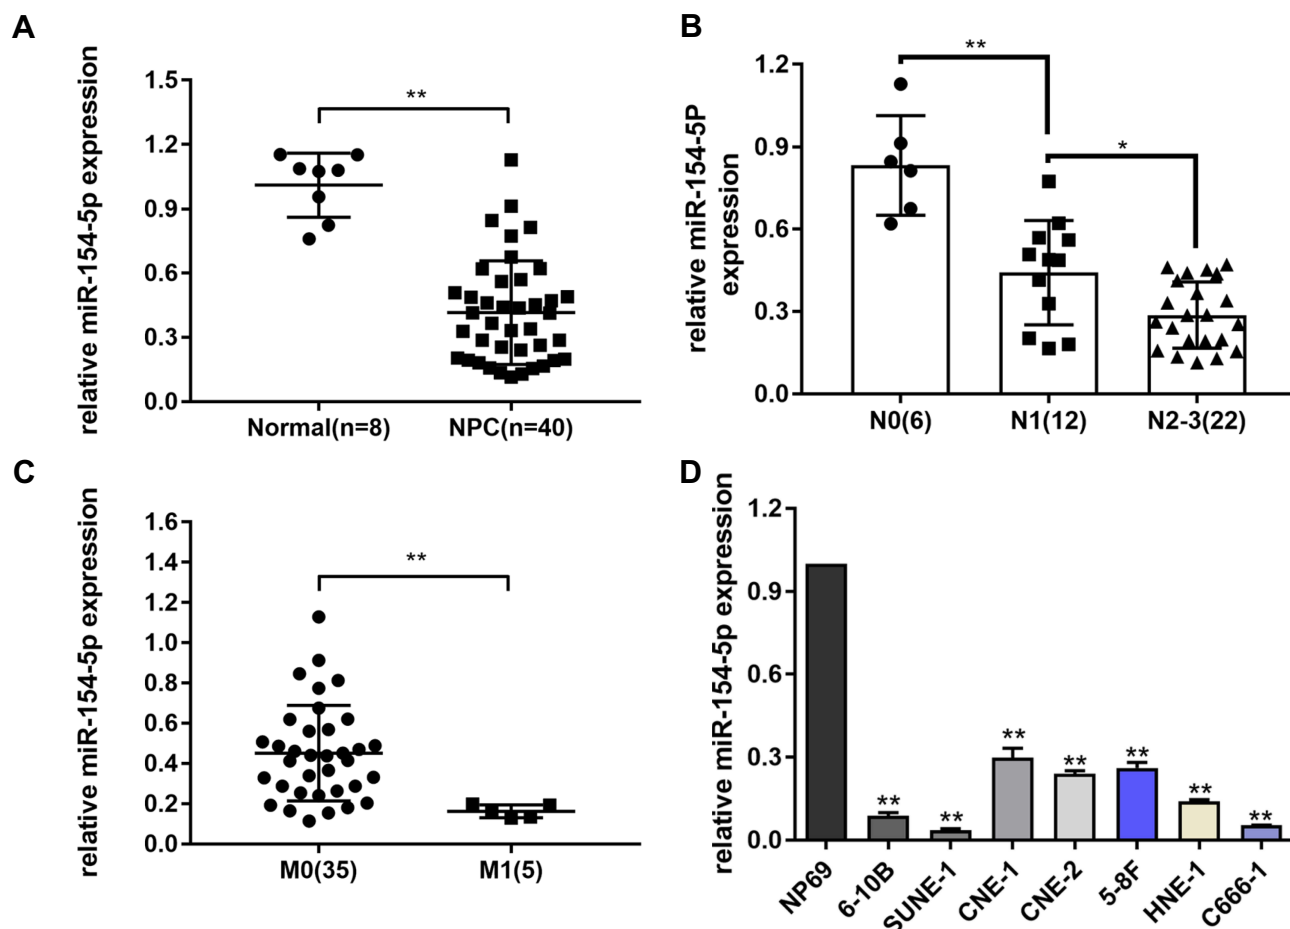 A
relative miR-154-5p expression
1.5
1.2
0.9
0.6
0.3
0.0
**
Normal(n=8)
NPC(n=40)
B
relative miR-154-5P
expression
1.2
0.9
0.6
0.3
0.0
**
*
N0(6)
N1(12)
N2-3(22)
C
relative miR-154-5p expression
1.6
1.4
1.2
1.0
0.8
0.6
0.4
0.2
0.0
**
M0(35)
M1(5)
D
relative miR-154-5p expression
1.2
0.9
0.6
0.3
0.0
**
**
**
**
**
**
**
NP69
6-10B
SUNE-1
CNE-1
CNE-2
5-8F
HNE-1
C666-1